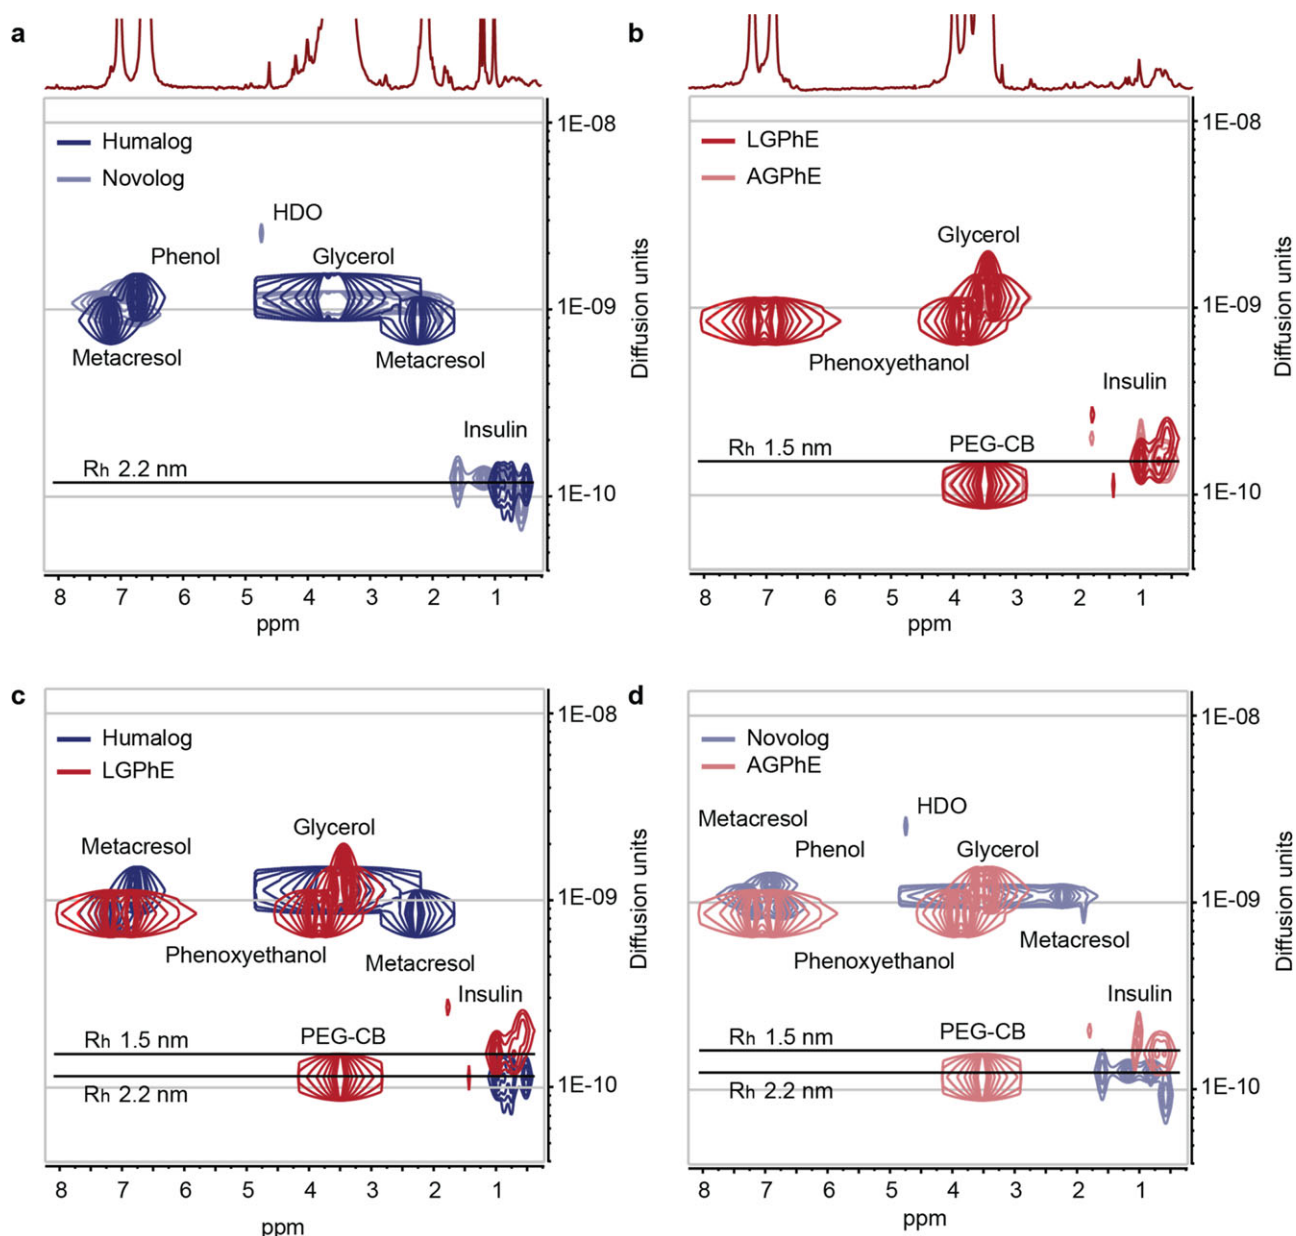 a
Humalog
Novolog
HDO
Phenol
Glycerol
Metacresol
Metacresol
Insulin
Rh 2.2 nm
1E-08
1E-09
1E-10
Diffusion units
8 7 6 5 4 3 2 1
ppm
b
LGPhE
AGPhE
Glycerol
Phenoxyethanol
Insulin
PEG-CB
Rh 1.5 nm
1E-08
1E-09
1E-10
Diffusion units
8 7 6 5 4 3 2 1
ppm
c
Humalog
LGPhE
Glycerol
Metacresol
Phenoxyethanol
Metacresol
Insulin
PEG-CB
Rh 1.5 nm
Rh 2.2 nm
1E-08
1E-09
1E-10
Diffusion units
8 7 6 5 4 3 2 1
ppm
d
Novolog
AGPhE
HDO
Metacresol
Phenol
Glycerol
Metacresol
Phenoxyethanol
Insulin
PEG-CB
Rh 1.5 nm
Rh 2.2 nm
1E-08
1E-09
1E-10
Diffusion units
8 7 6 5 4 3 2 1
ppm